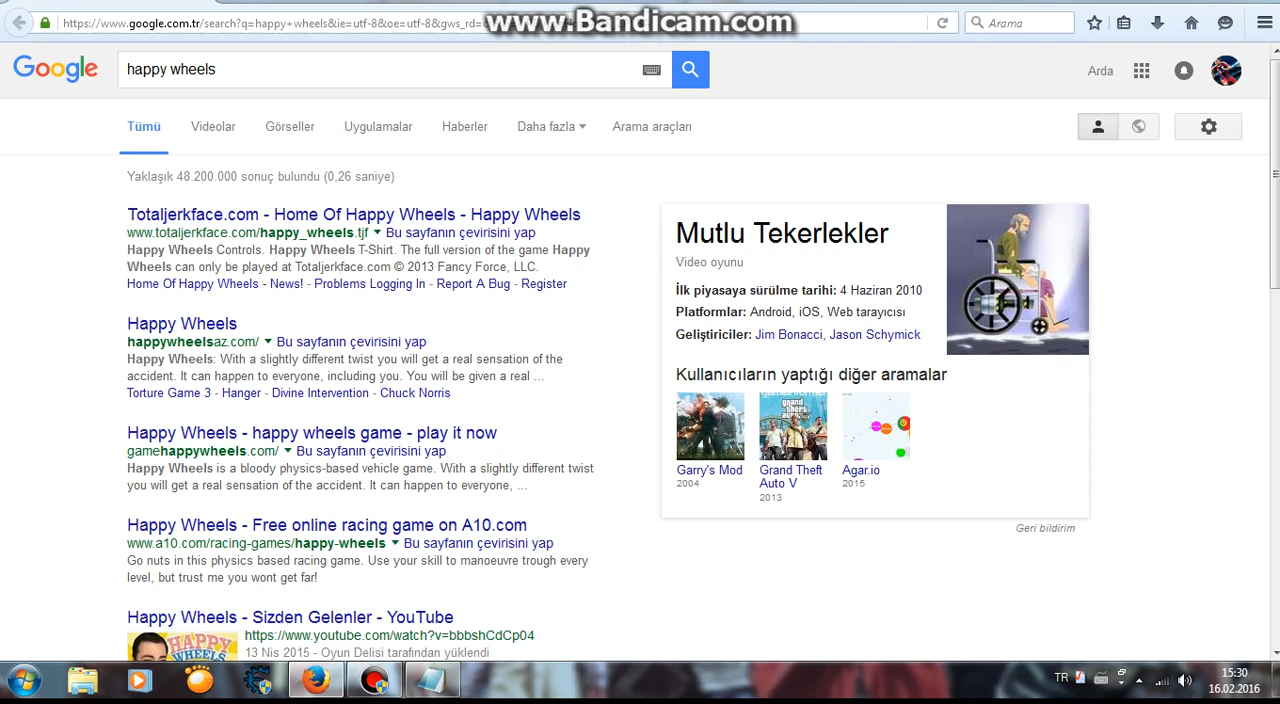 www.Bandicam.com
https://www.google.com.tr/search?q=happy+wheels&ie=utf-8&oe=utf-8&gws_rd=
Arama
Google
happy wheels
Arda
Tümü Videolar Görseller Uygulamalar Haberler Daha fazla Arama araçları
Yaklaşık 48.200.000 sonuç bulundu (0,26 saniye)
Totaljerkface.com - Home Of Happy Wheels - Happy Wheels
www.totaljerkface.com/happy_wheels.tjf Bu sayfanın çevirisini yap
Happy Wheels Controls. Happy Wheels T-Shirt. The full version of the game Happy
Wheels can only be played at Totaljerkface.com © 2013 Fancy Force, LLC.
Home Of Happy Wheels - News! - Problems Logging In - Report A Bug - Register
Happy Wheels
happywheelsaz.com/ Bu sayfanın çevirisini yap
Happy Wheels: With a slightly different twist you will get a real sensation of the
accident. It can happen to everyone, including you. You will be given a real ...
Torture Game 3 - Hanger - Divine Intervention - Chuck Norris
Happy Wheels - happy wheels game - play it now
gamehappywheels.com/ Bu sayfanın çevirisini yap
Happy Wheels is a bloody physics-based vehicle game. With a slightly different twist
you will get a real sensation of the accident. It can happen to everyone, ...
Happy Wheels - Free online racing game on A10.com
www.a10.com/racing-games/happy-wheels Bu sayfanın çevirisini yap
Go nuts in this physics based racing game. Use your skill to manoeuvre trough every
level, but trust me you wont get far!
Happy Wheels - Sizden Gelenler - YouTube
HAPPY WHEELS
https://www.youtube.com/watch?v=bbbshCdCp04
13 Nis 2015 - Oyun Delisi tarafından yüklendi
Mutlu Tekerlekler
Video oyunu
İlk piyasaya sürülme tarihi: 4 Haziran 2010
Platformlar: Android, iOS, Web tarayıcısı
Geliştiriciler: Jim Bonacci, Jason Schymick
Kullanıcıların yaptığı diğer aramalar
gameinformer
grand theft auto
Garry's Mod
2004
Grand Theft
Auto V
2013
Agar.io
2015
Geri bildirim
TR
15:30
16.02.2016